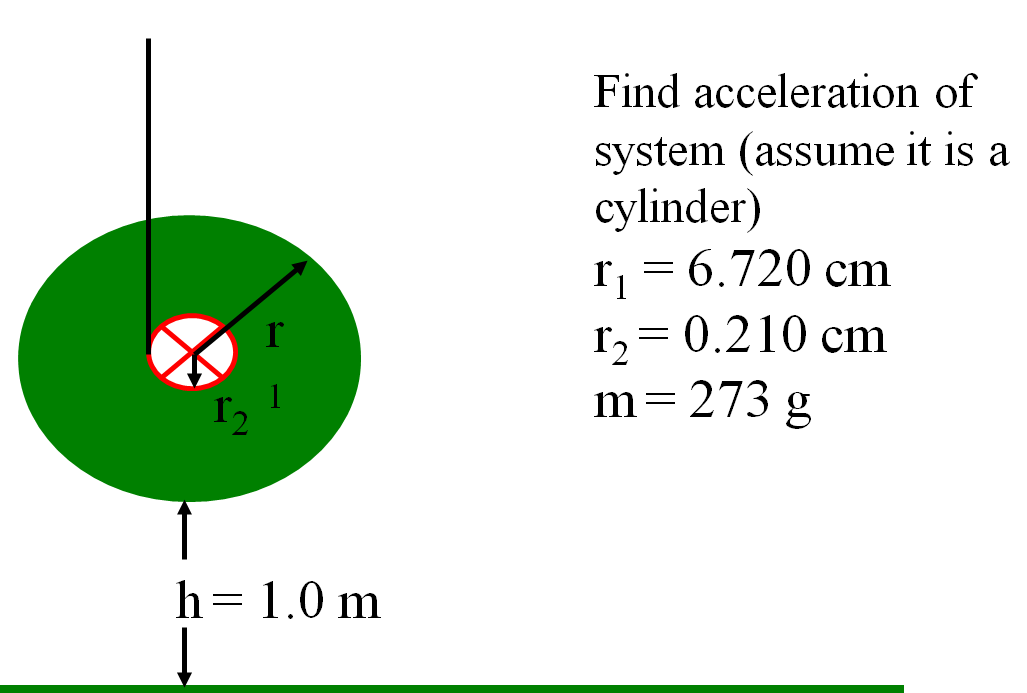 Find acceleration of
system (assume it is a
cylinder)
r₁ = 6.720 cm
r₂ = 0.210 cm
m = 273 g
r
1
r₂
h = 1.0 m